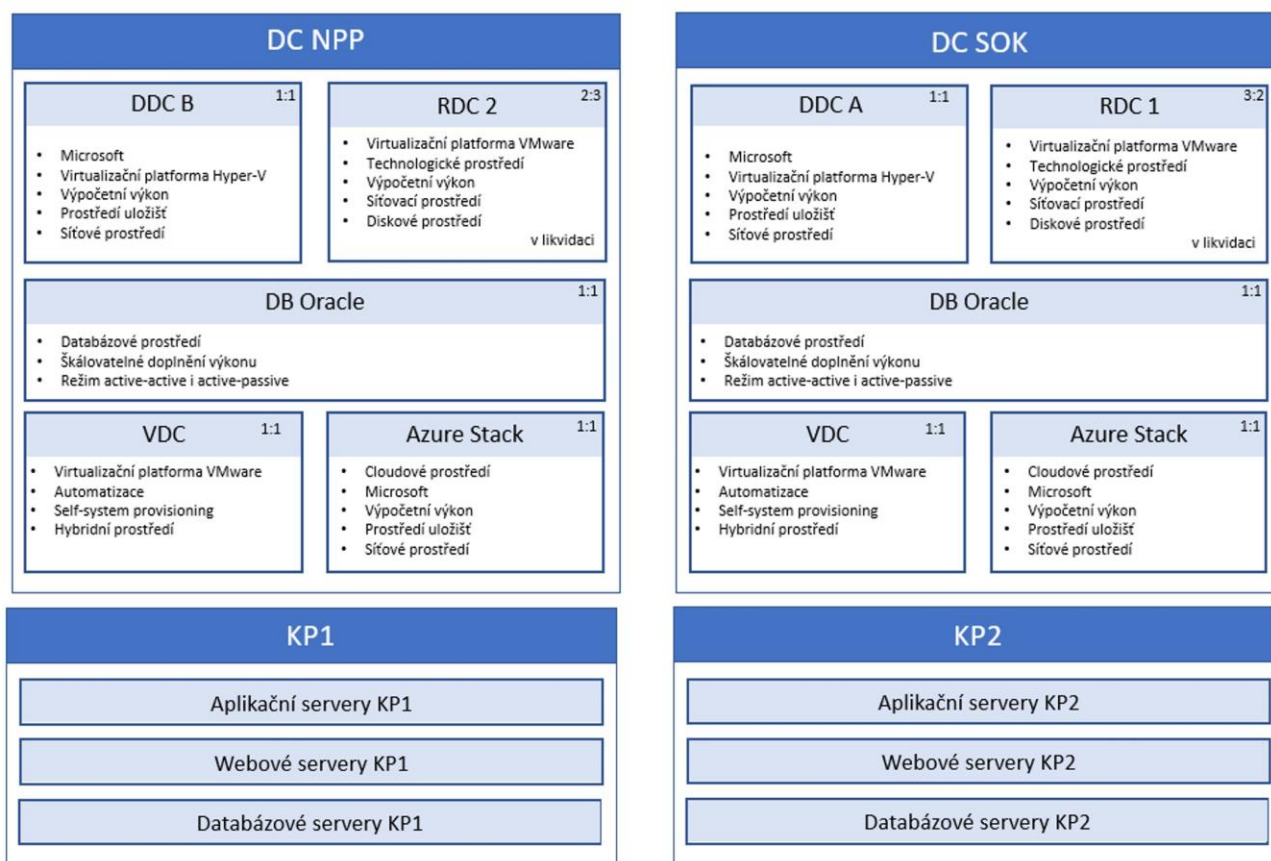 DC NPP
DDC B 1:1
• Microsoft
• Virtualizační platforma Hyper-V
• Výpočetní výkon
• Prostředí uložišť
• Síťové prostředí
RDC 2 2:3
• Virtualizační platforma VMware
• Technologické prostředí
• Výpočetní výkon
• Síťovací prostředí
• Diskové prostředí
v likvidaci
DB Oracle 1:1
• Databázové prostředí
• Škálovatelné doplnění výkonu
• Režim active-active i active-passive
VDC 1:1
• Virtualizační platforma VMware
• Automatizace
• Self-system provisioning
• Hybridní prostředí
Azure Stack 1:1
• Cloudové prostředí
• Microsoft
• Výpočetní výkon
• Prostředí uložišť
• Síťové prostředí
DC SOK
DDC A 1:1
• Microsoft
• Virtualizační platforma Hyper-V
• Výpočetní výkon
• Prostředí uložišť
• Síťové prostředí
RDC 1 3:2
• Virtualizační platforma VMware
• Technologické prostředí
• Výpočetní výkon
• Síťovací prostředí
• Diskové prostředí
v likvidaci
DB Oracle 1:1
• Databázové prostředí
• Škálovatelné doplnění výkonu
• Režim active-active i active-passive
VDC 1:1
• Virtualizační platforma VMware
• Automatizace
• Self-system provisioning
• Hybridní prostředí
Azure Stack 1:1
• Cloudové prostředí
• Microsoft
• Výpočetní výkon
• Prostředí uložišť
• Síťové prostředí
KP1
Aplikační servery KP1
Webové servery KP1
Databázové servery KP1
KP2
Aplikační servery KP2
Webové servery KP2
Databázové servery KP2